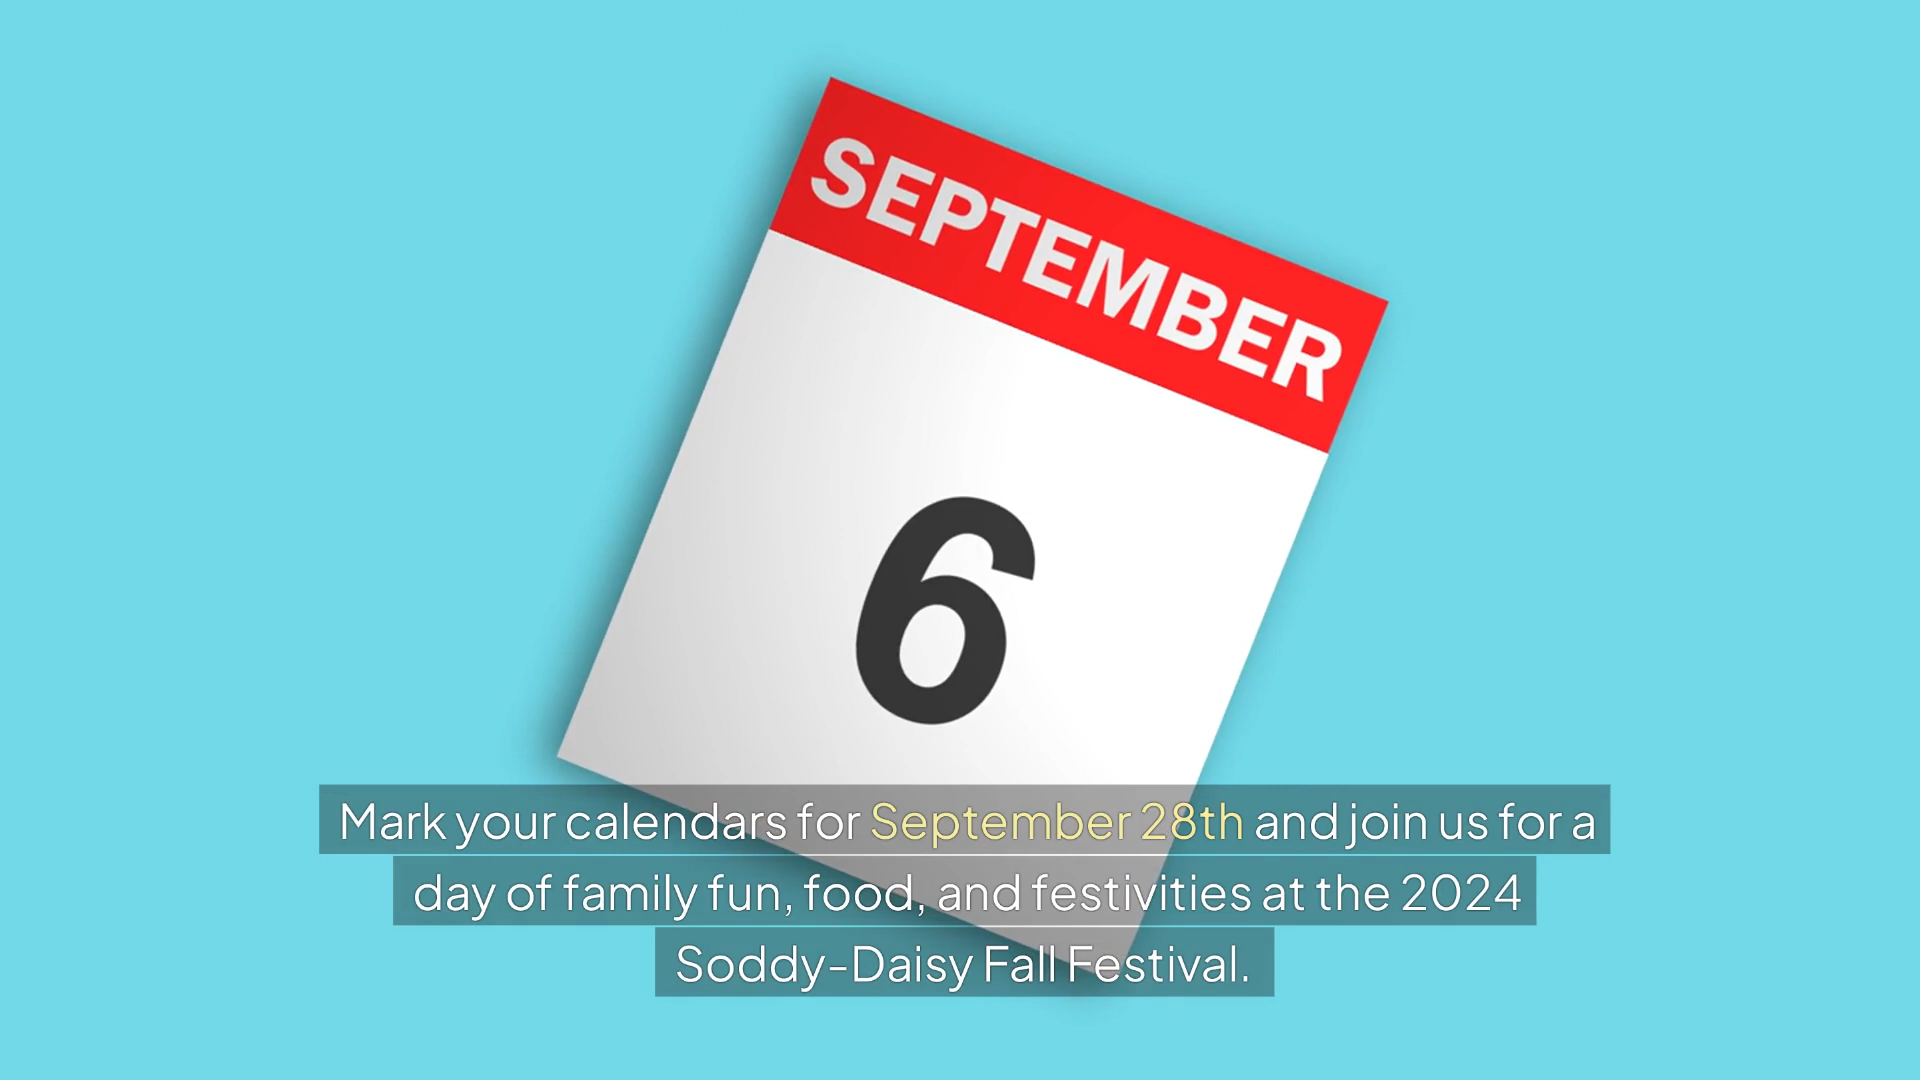 SEPTEMBER
6
Mark your calendars for September 28th and join us for a
day of family fun, food, and festivities at the 2024
Soddy-Daisy Fall Festival.